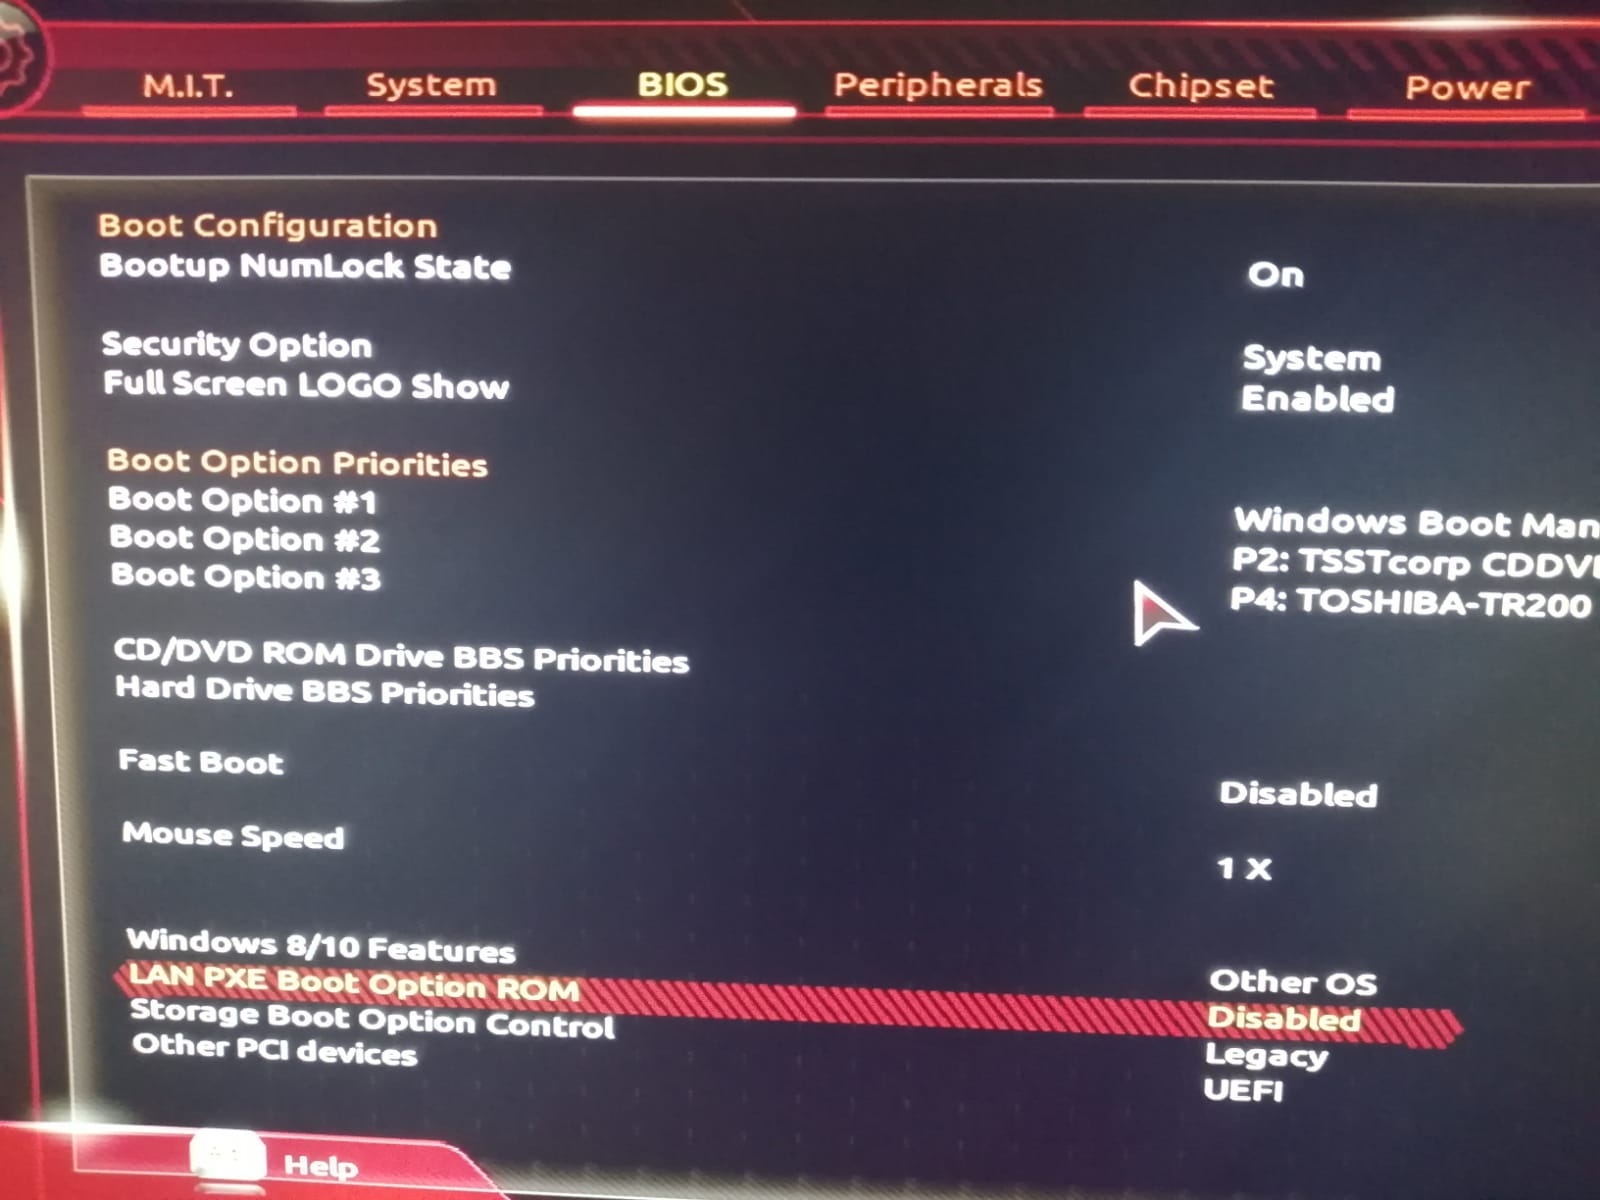 M.I.T. System BIOS Peripherals Chipset Power
Boot Configuration
Bootup NumLock State On
Security Option System
Full Screen LOGO Show Enabled
Boot Option Priorities
Boot Option #1 Windows Boot Man
Boot Option #2 P2: TSSTcorp CDDV
Boot Option #3 P4: TOSHIBA-TR200
CD/DVD ROM Drive BBS Priorities
Hard Drive BBS Priorities
Fast Boot Disabled
Mouse Speed 1 X
Windows 8/10 Features Other OS
LAN PXE Boot Option ROM Disabled
Storage Boot Option Control Legacy
Other PCI devices UEFI
Help